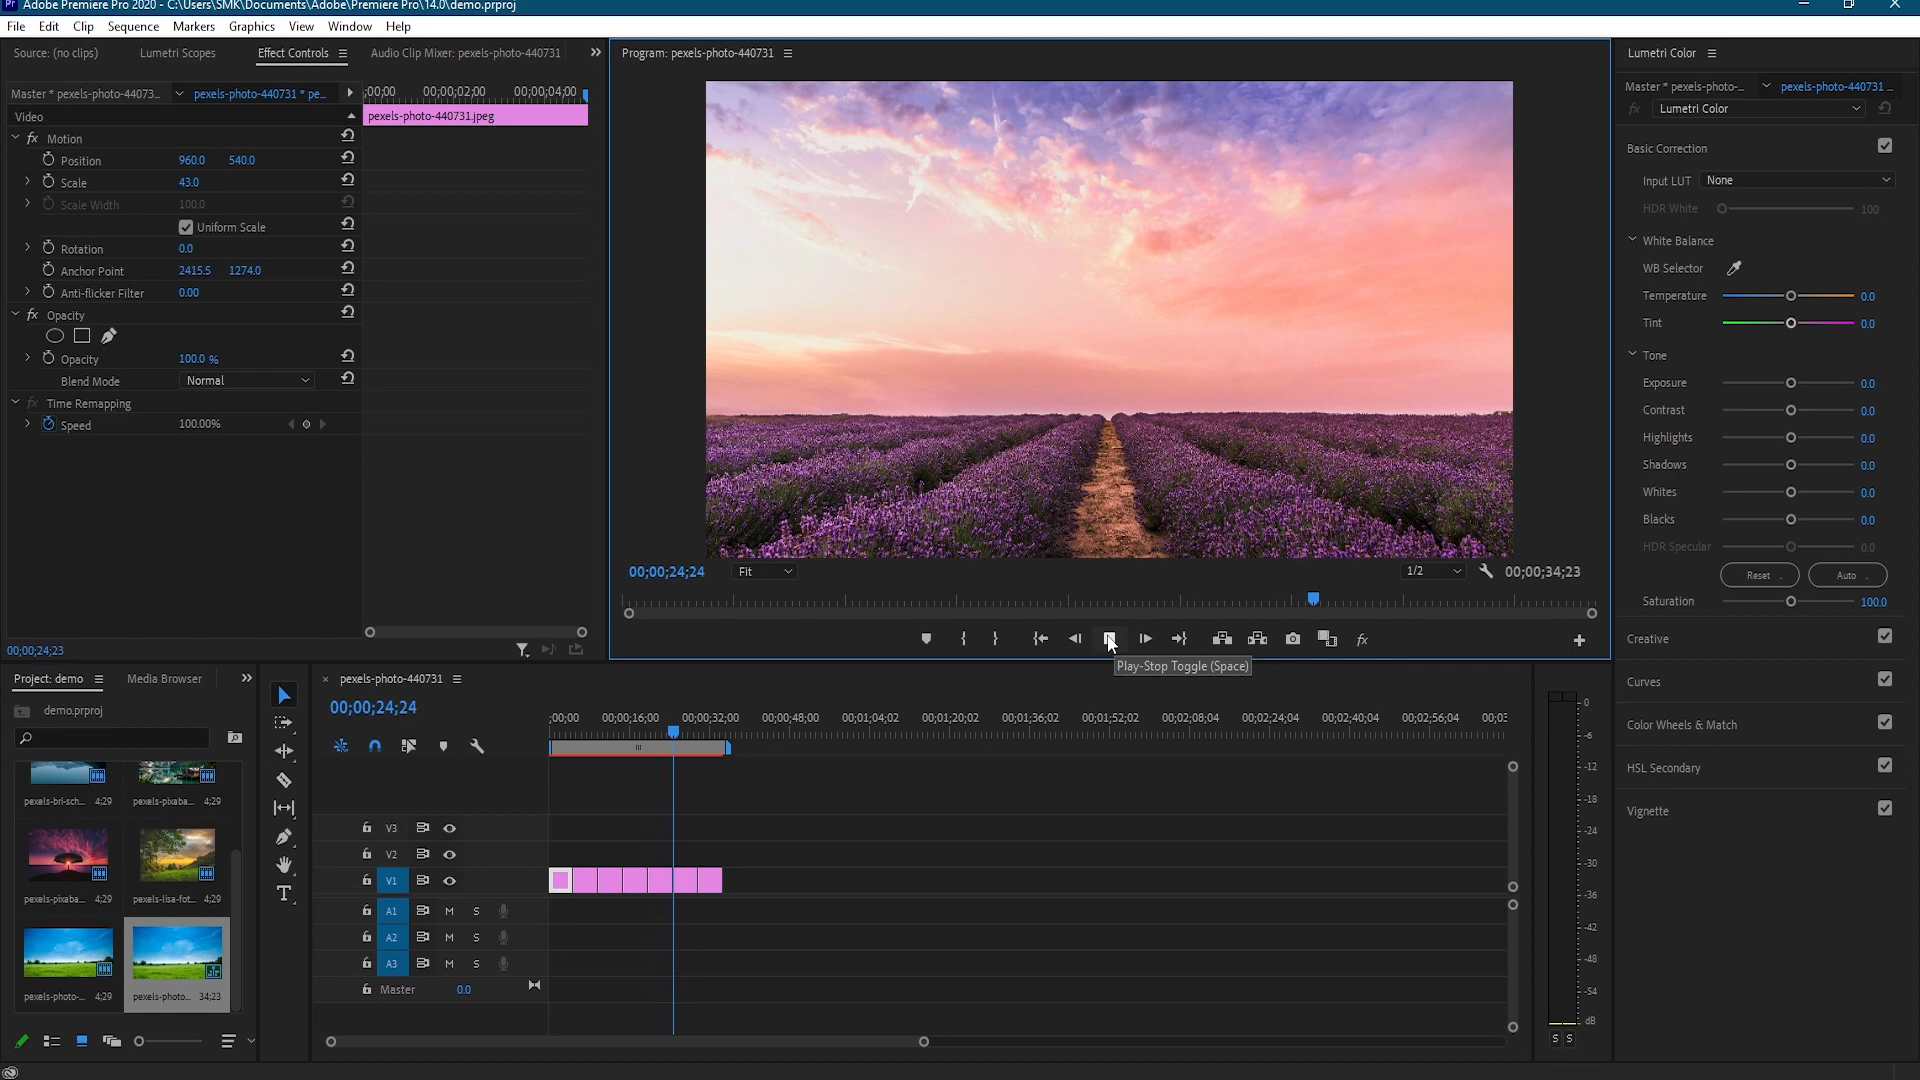 Adobe Premiere Pro 2020 - C:\Users\SMK\Documents\Adobe\Premiere Pro\14.0\demo.prproj
File Edit Clip Sequence Markers Graphics View Window Help
Source: (no clips) Lumetri Scopes Effect Controls Audio Clip Mixer: pexels-photo-440731
Master * pexels-photo-44073... pexels-photo-440731 * pe...
;00;00 00;00;02;00 00;00;04;00
Video
pexels-photo-440731.jpeg
fx Motion
Position 960.0 540.0
Scale 43.0
Scale Width 100.0
Uniform Scale
Rotation 0.0
Anchor Point 2415.5 1274.0
Anti-flicker Filter 0.00
fx Opacity
Opacity 100.0 %
Blend Mode Normal
fx Time Remapping
Speed 100.00%
00;00;24;23
Program: pexels-photo-440731
00;00;24;24 Fit 1/2 00;00;34;23
fx
Play-Stop Toggle (Space)
Lumetri Color
Master * pexels-photo-... pexels-photo-440731 ...
fx Lumetri Color
Basic Correction
Input LUT None
HDR White 100
White Balance
WB Selector
Temperature 0.0
Tint 0.0
Tone
Exposure 0.0
Contrast 0.0
Highlights 0.0
Shadows 0.0
Whites 0.0
Blacks 0.0
HDR Specular 0.0
Reset Auto
Saturation 100.0
Creative
Curves
Color Wheels & Match
HSL Secondary
Vignette
Project: demo Media Browser
demo.prproj
pexels-bri-sch... 4;29 pexels-pixaba... 4;29
pexels-pixaba... 4;29 pexels-lisa-fot... 4;29
pexels-photo-... 4;29 pexels-photo... 34;23
× pexels-photo-440731
00;00;24;24
;00;00 00;00;16;00 00;00;32;00 00;00;48;00 00;01;04;02 00;01;20;02 00;01;36;02 00;01;52;02 00;02;08;04 00;02;24;04 00;02;40;04 00;02;56;04 00;03
V3
V2
V1
A1 M S
A2 M S
A3 M S
Master 0.0
0
-6
-12
-18
-24
-30
-36
-42
-48
-54
dB
S S